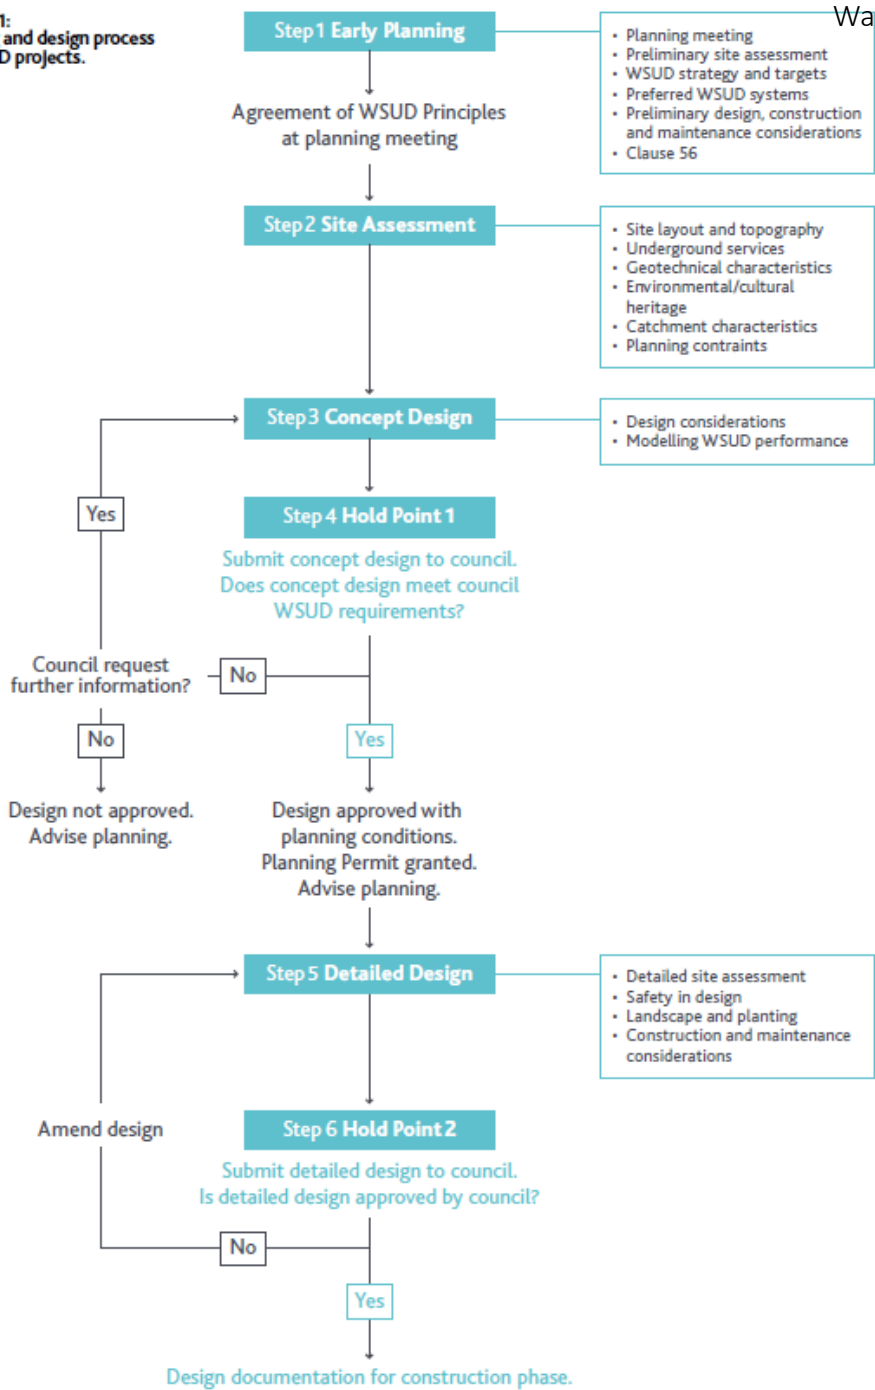 1:
and design process
D projects.
Wa
Step 1 Early Planning
• Planning meeting
• Preliminary site assessment
• WSUD strategy and targets
• Preferred WSUD systems
• Preliminary design, construction
and maintenance considerations
• Clause 56
Agreement of WSUD Principles
at planning meeting
Step 2 Site Assessment
• Site layout and topography
• Underground services
• Geotechnical characteristics
• Environmental/cultural
heritage
• Catchment characteristics
• Planning contraints
Step 3 Concept Design
• Design considerations
• Modelling WSUD performance
Yes
Step 4 Hold Point 1
Submit concept design to council.
Does concept design meet council
WSUD requirements?
Council request
further information?
No
No
Yes
Design not approved.
Advise planning.
Design approved with
planning conditions.
Planning Permit granted.
Advise planning.
Step 5 Detailed Design
• Detailed site assessment
• Safety in design
• Landscape and planting
• Construction and maintenance
considerations
Amend design
Step 6 Hold Point 2
Submit detailed design to council.
Is detailed design approved by council?
No
Yes
Design documentation for construction phase.